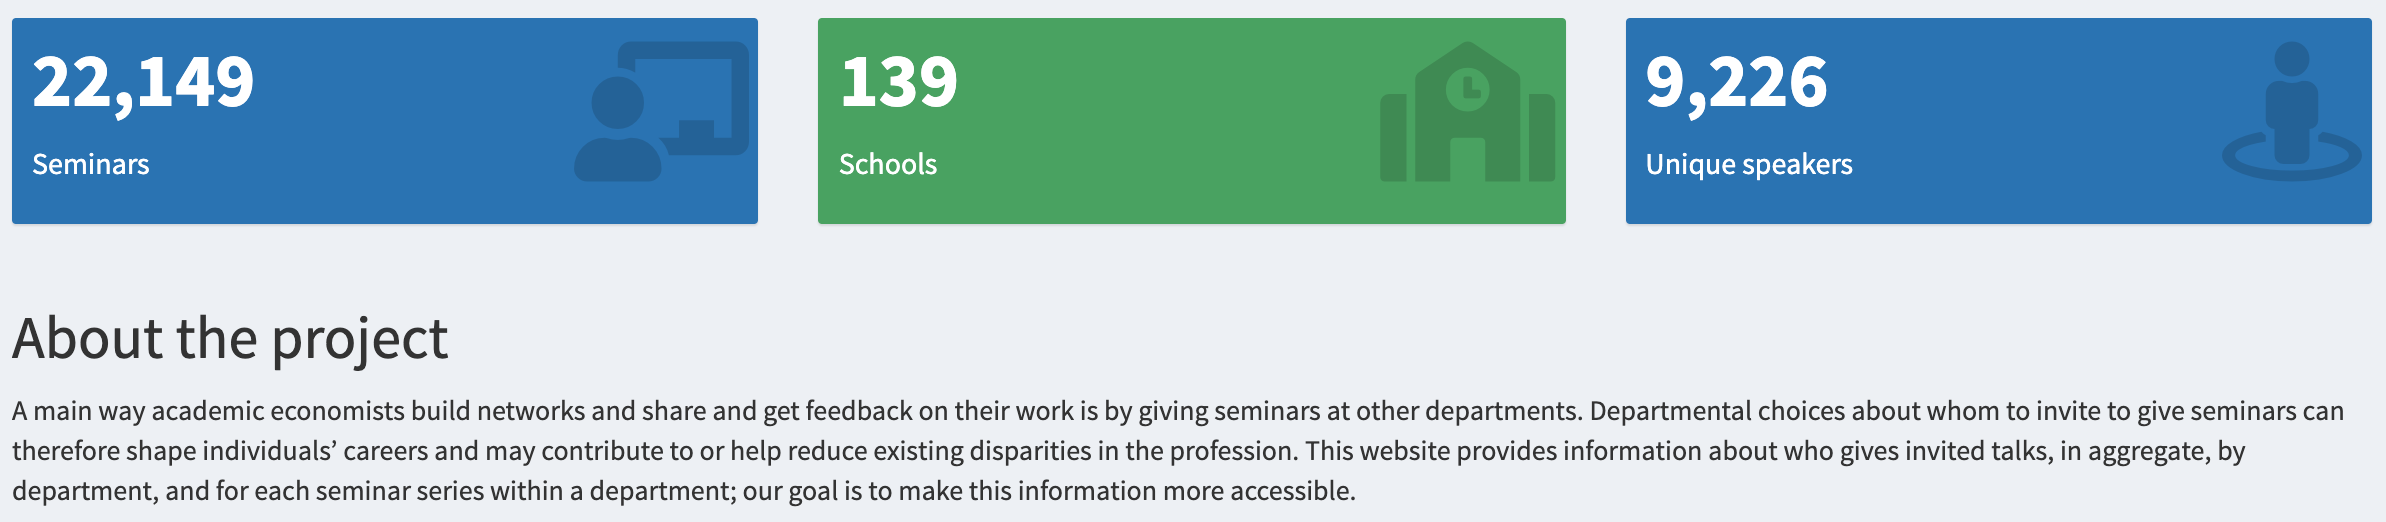 22,149
Seminars
139
Schools
9,226
Unique speakers
About the project
A main way academic economists build networks and share and get feedback on their work is by giving seminars at other departments. Departmental choices about whom to invite to give seminars can
therefore shape individuals’ careers and may contribute to or help reduce existing disparities in the profession. This website provides information about who gives invited talks, in aggregate, by
department, and for each seminar series within a department; our goal is to make this information more accessible.